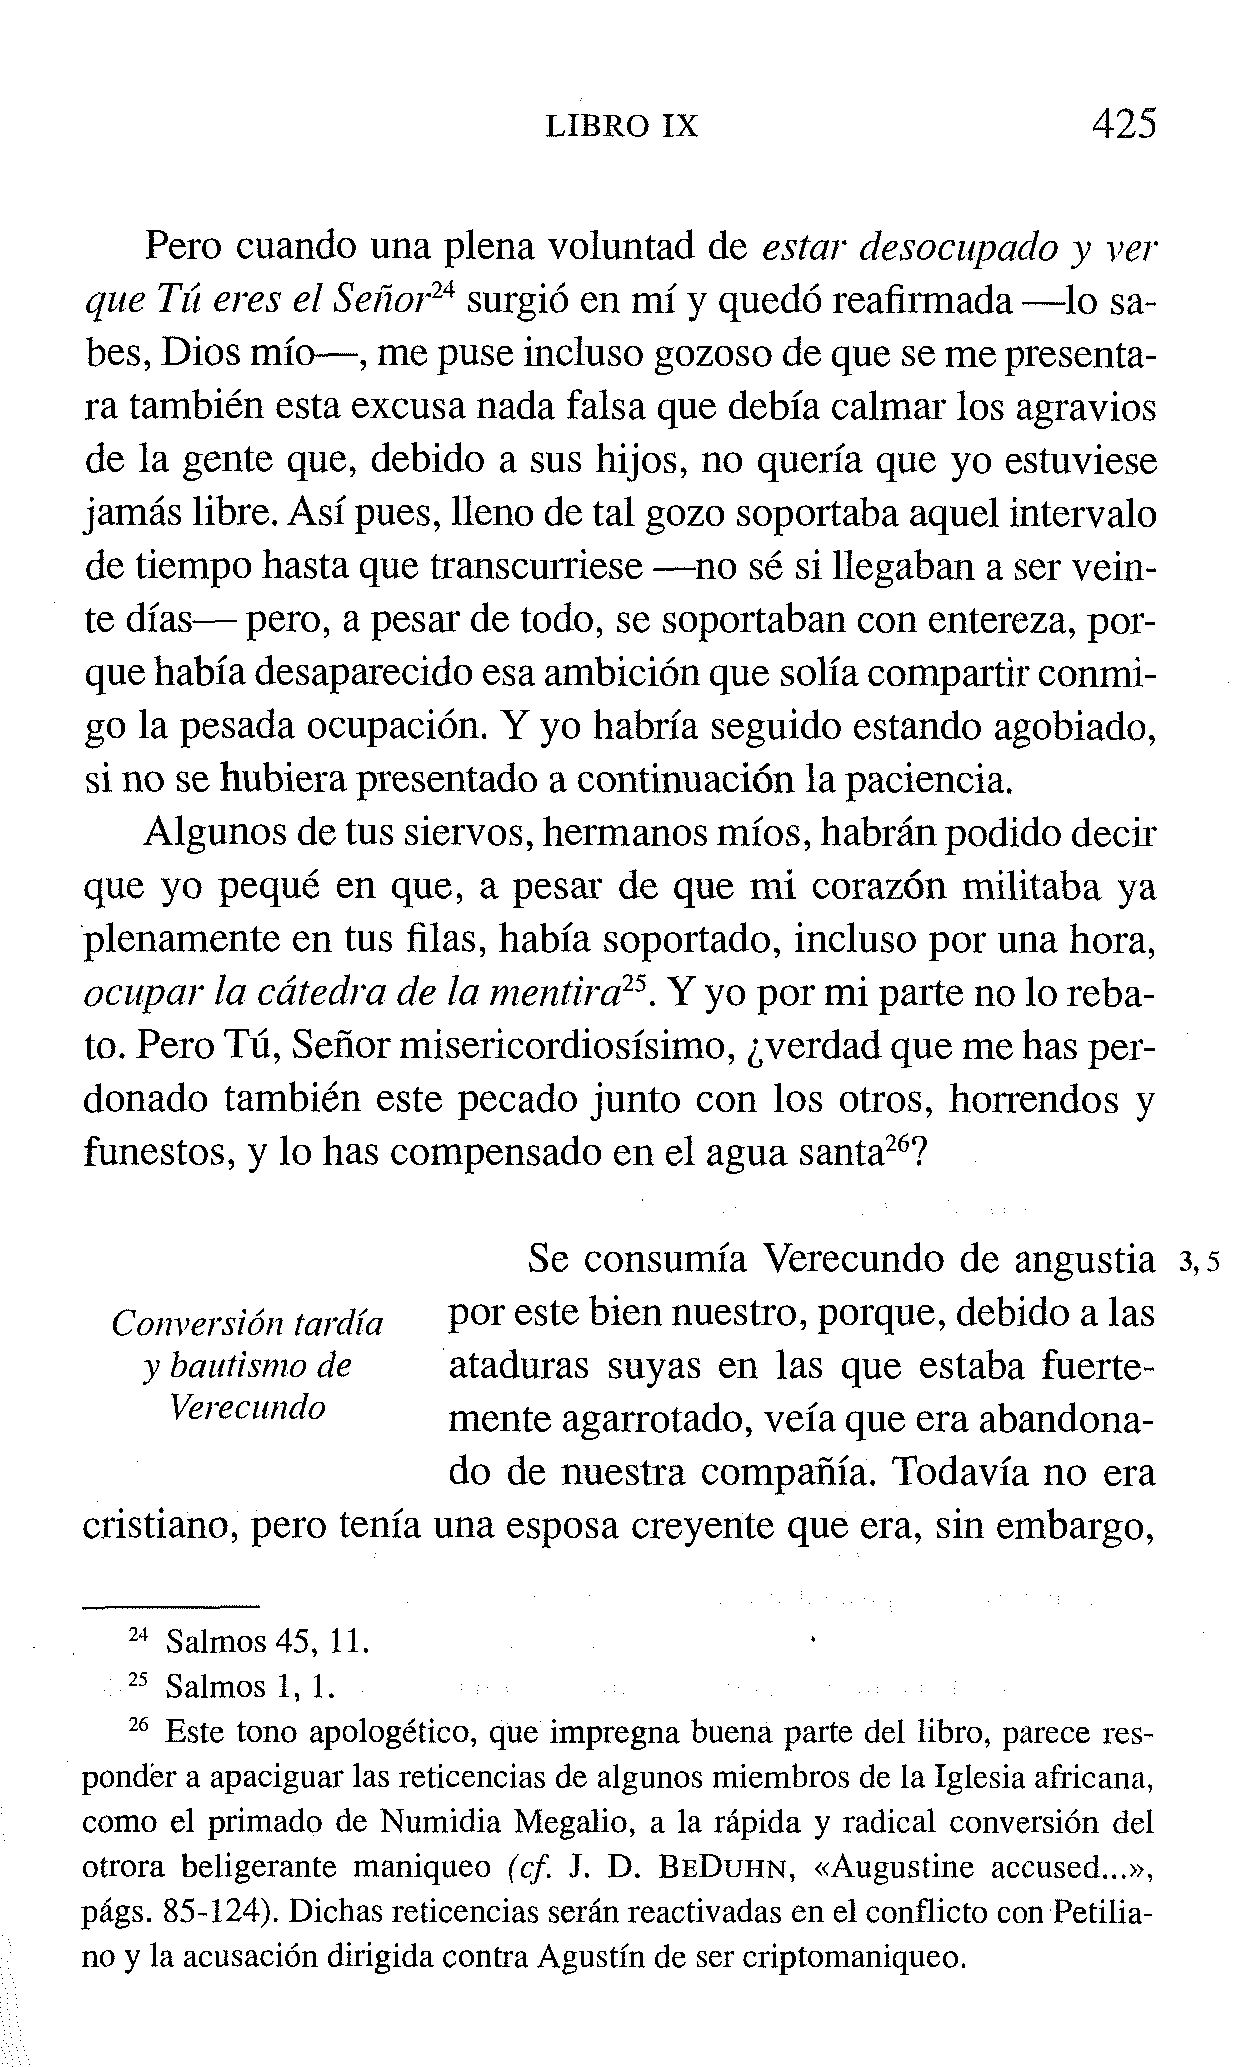 LIBRO IX 425
Pero cuando una plena voluntad de estar desocupado y ver
que Tú eres el Señor24 surgió en mí y quedó reafirmada —lo sa-
bes, Dios mío—, me puse incluso gozoso de que se me presenta-
ra también esta excusa nada falsa que debía calmar los agravios
de la gente que, debido a sus hijos, no quería que yo estuviese
jamás libre. Así pues, lleno de tal gozo soportaba aquel intervalo
de tiempo hasta que transcurriese —no sé si llegaban a ser vein-
te días— pero, a pesar de todo, se soportaban con entereza, por-
que había desaparecido esa ambición que solía compartir conmi-
go la pesada ocupación. Y yo habría seguido estando agobiado,
si no se hubiera presentado a continuación la paciencia.
Algunos de tus siervos, hermanos míos, habrán podido decir
que yo pequé en que, a pesar de que mi corazón militaba ya
plenamente en tus filas, había soportado, incluso por una hora,
ocupar la cátedra de la mentira25. Y yo por mi parte no lo reba-
to. Pero Tú, Señor misericordiosísimo, ¿verdad que me has per-
donado también este pecado junto con los otros, horrendos y
funestos, y lo has compensado en el agua santa26?
Conversión tardía
y bautismo de
Verecundo
Se consumía Verecundo de angustia 3, 5
por este bien nuestro, porque, debido a las
ataduras suyas en las que estaba fuerte-
mente agarrotado, veía que era abandona-
do de nuestra compañía. Todavía no era
cristiano, pero tenía una esposa creyente que era, sin embargo,
24 Salmos 45, 11.
25 Salmos 1, 1.
26 Este tono apologético, que impregna buena parte del libro, parece res-
ponder a apaciguar las reticencias de algunos miembros de la Iglesia africana,
como el primado de Numidia Megalio, a la rápida y radical conversión del
otrora beligerante maniqueo (cf. J. D. BEDUHN, «Augustine accused...»,
págs. 85-124). Dichas reticencias serán reactivadas en el conflicto con Petilia-
no y la acusación dirigida contra Agustín de ser criptomaniqueo.